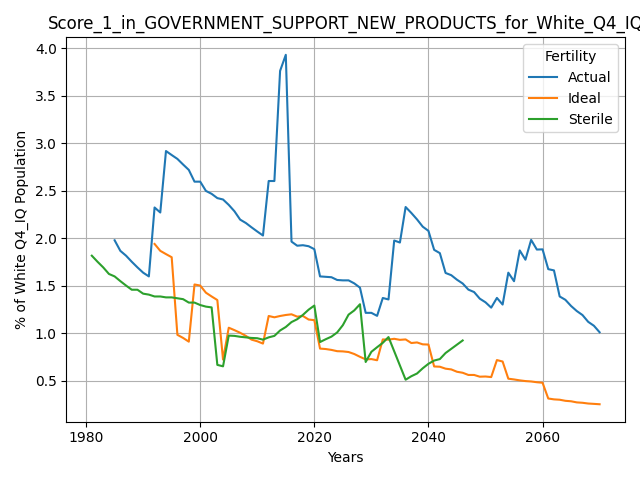 Score_1_in_GOVERNMENT_SUPPORT_NEW_PRODUCTS_for_White_Q4_IQ
Fertility
Actual
Ideal
Sterile
% of White Q4_IQ Population
4.0
3.5
3.0
2.5
2.0
1.5
1.0
0.5
1980 2000 2020 2040 2060
Years